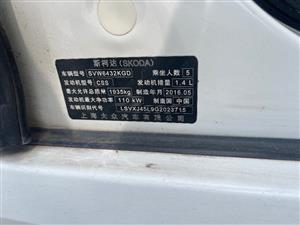 斯柯达(SKODA)
车辆型号 SVW6432KGD 乘坐人数 5
发动机型号 CSS 发动机排量 1.4 L
最大允许总质量 1935kg 制造年月 2016.05
发动机最大净功率 110 kW 制造国 中国
车辆识别代号 LSVXJ45L9G2023715
上海大众汽车有限公司